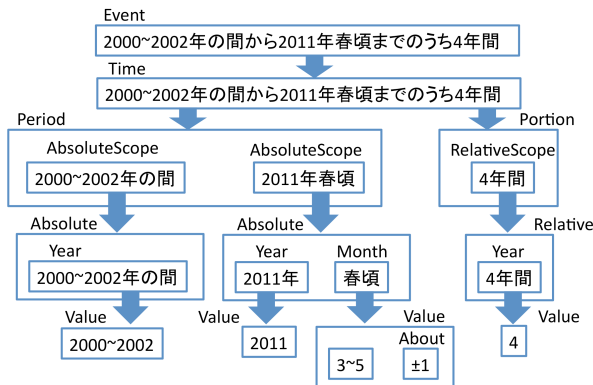 Event
2000~2002年の間から2011年春頃までのうち4年間
Time
2000~2002年の間から2011年春頃までのうち4年間
Period
Portion
AbsoluteScope
AbsoluteScope
RelativeScope
2000~2002年の間
2011年春頃
4年間
Absolute
Absolute
Relative
Year
Year
Month
Year
2000~2002年の間
2011年
春頃
4年間
Value
Value
Value
Value
2000~2002
2011
About
4
3~5
±1